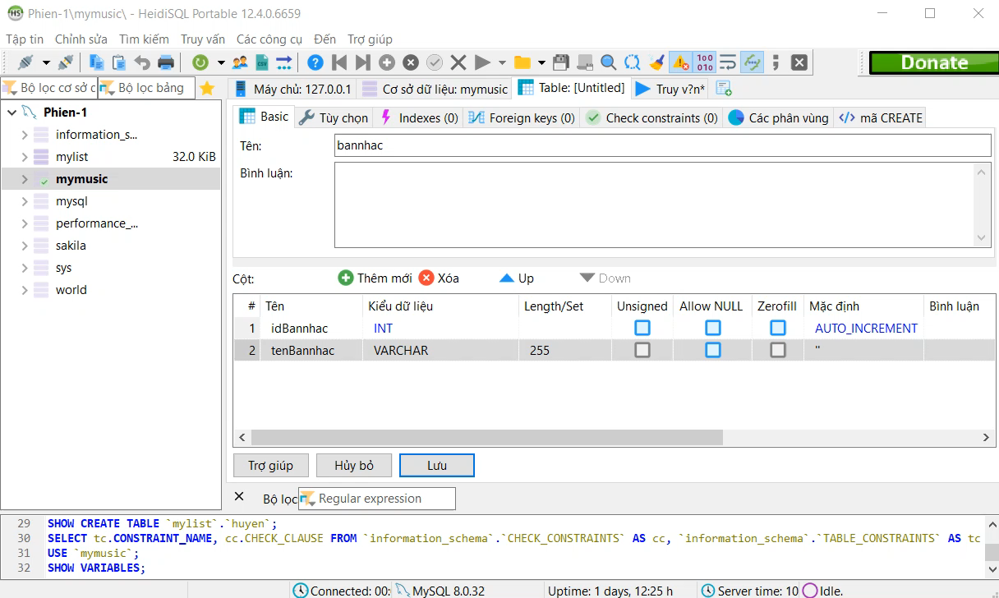 Phien-1\mymusic\ - HeidiSQL Portable 12.4.0.6659
Tập tin Chỉnh sửa Tìm kiếm Truy vấn Các công cụ Đến Trợ giúp
Donate
Bộ lọc cơ sở c Bộ lọc bảng
Máy chủ: 127.0.0.1 Cơ sở dữ liệu: mymusic Table: [Untitled] Truy v?n*
Phien-1
information_s...
mylist 32.0 KiB
mymusic
mysql
performance_...
sakila
sys
world
Basic Tùy chọn Indexes (0) Foreign keys (0) Check constraints (0) Các phân vùng </> mã CREATE
Tên: bannhac
Bình luận:
Cột: Thêm mới Xóa Up Down
# Tên Kiểu dữ liệu Length/Set Unsigned Allow NULL Zerofill Mặc định Bình luận
1 idBannhac INT AUTO_INCREMENT
2 tenBannhac VARCHAR 255 ''
Trợ giúp Hủy bỏ Lưu
Bộ lọc Regular expression
29 SHOW CREATE TABLE `mylist`.`huyen`;
30 SELECT tc.CONSTRAINT_NAME, cc.CHECK_CLAUSE FROM `information_schema`.`CHECK_CONSTRAINTS` AS cc, `information_schema`.`TABLE_CONSTRAINTS` AS tc
31 USE `mymusic`;
32 SHOW VARIABLES;
Connected: 00: MySQL 8.0.32 Uptime: 1 days, 12:25 h Server time: 10 Idle.